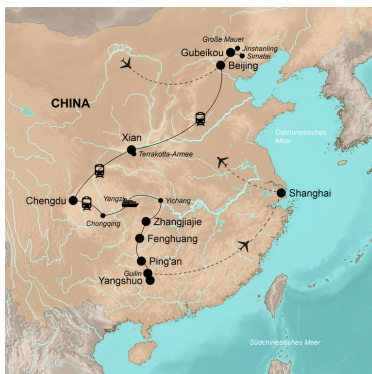 Große Mauer
Jinshanling
Gubeikou
Simatai
Beijing
CHINA
Xian
Terrakotta-Armee
Ostchinesisches
Meer
Chengdu
Yangzi
Yichang
Shanghai
Chongqing
Zhangjiajie
Fenghuang
Ping'an
Guilin
Yangshuo
Südchinesisches Meer